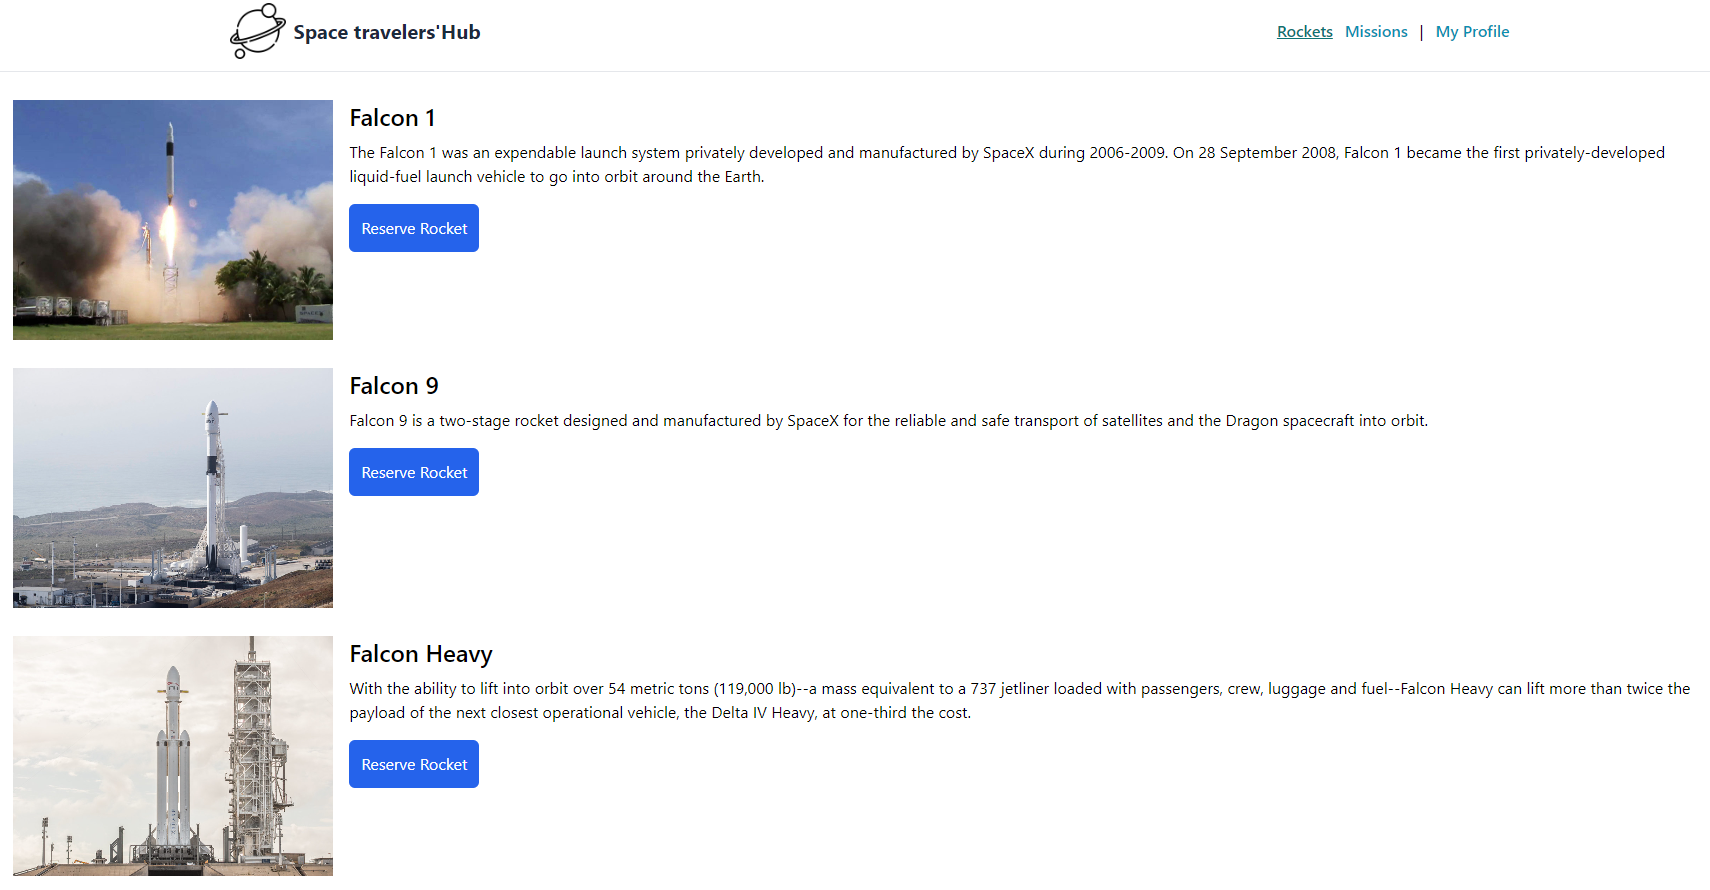 Space travelers'Hub
Rockets Missions | My Profile
Falcon 1
The Falcon 1 was an expendable launch system privately developed and manufactured by SpaceX during 2006-2009. On 28 September 2008, Falcon 1 became the first privately-developed
liquid-fuel launch vehicle to go into orbit around the Earth.
Reserve Rocket
Falcon 9
Falcon 9 is a two-stage rocket designed and manufactured by SpaceX for the reliable and safe transport of satellites and the Dragon spacecraft into orbit.
Reserve Rocket
Falcon Heavy
With the ability to lift into orbit over 54 metric tons (119,000 lb)--a mass equivalent to a 737 jetliner loaded with passengers, crew, luggage and fuel--Falcon Heavy can lift more than twice the
payload of the next closest operational vehicle, the Delta IV Heavy, at one-third the cost.
Reserve Rocket